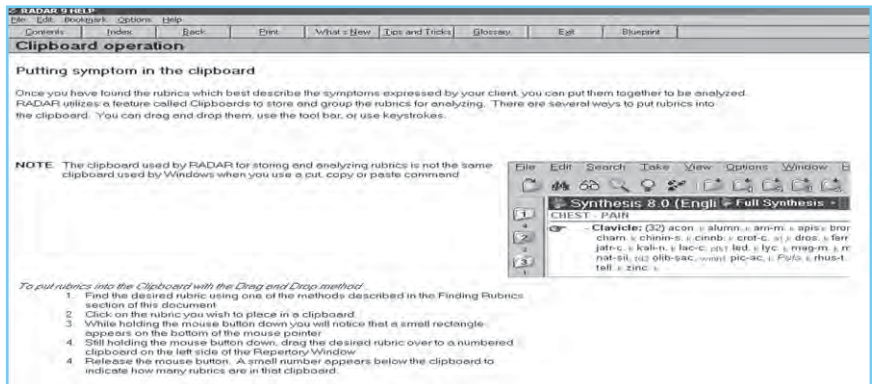 RADAR 9 HELP
File Edit Bookmark Options Help
Contents Index Back Print What's New Tips and Tricks Glossary Exit Blueprint
Clipboard operation
Putting symptom in the clipboard
Once you have found the rubrics which best describe the symptoms expressed by your client, you can put them together to be analyzed.
RADAR utilizes a feature called Clipboards to store and group the rubrics for analyzing. There are several ways to put rubrics into
the clipboard. You can drag and drop them, use the tool bar, or use keystrokes.
NOTE The clipboard used by RADAR for storing and analyzing rubrics is not the same
clipboard used by Windows when you use a cut, copy or paste command
File Edit Search Take View Options Window
Synthesis 8.0 (Engli Full Synthesis
1
CHEST - PAIN
Clavicle: (32) acon. alumn. am-m. apis bror
2
cham. chinin-s. cinnb. crot-c. dros. ferr
jatr-c. kali-n. lac-c. led. lyc. mag-m. m
3
nat-sil. olib-sac. pic-ac. Puls. rhus-t.
tell. zinc.
To put rubrics into the Clipboard with the Drag and Drop method
1. Find the desired rubric using one of the methods described in the Finding Rubrics
section of this document
2. Click on the rubric you wish to place in a clipboard
3. While holding the mouse button down you will notice that a small rectangle
appears on the bottom of the mouse pointer
4. Still holding the mouse button down, drag the desired rubric over to a numbered
clipboard on the left side of the Repertory Window
4. Release the mouse button. A small number appears below the clipboard to
indicate how many rubrics are in that clipboard.